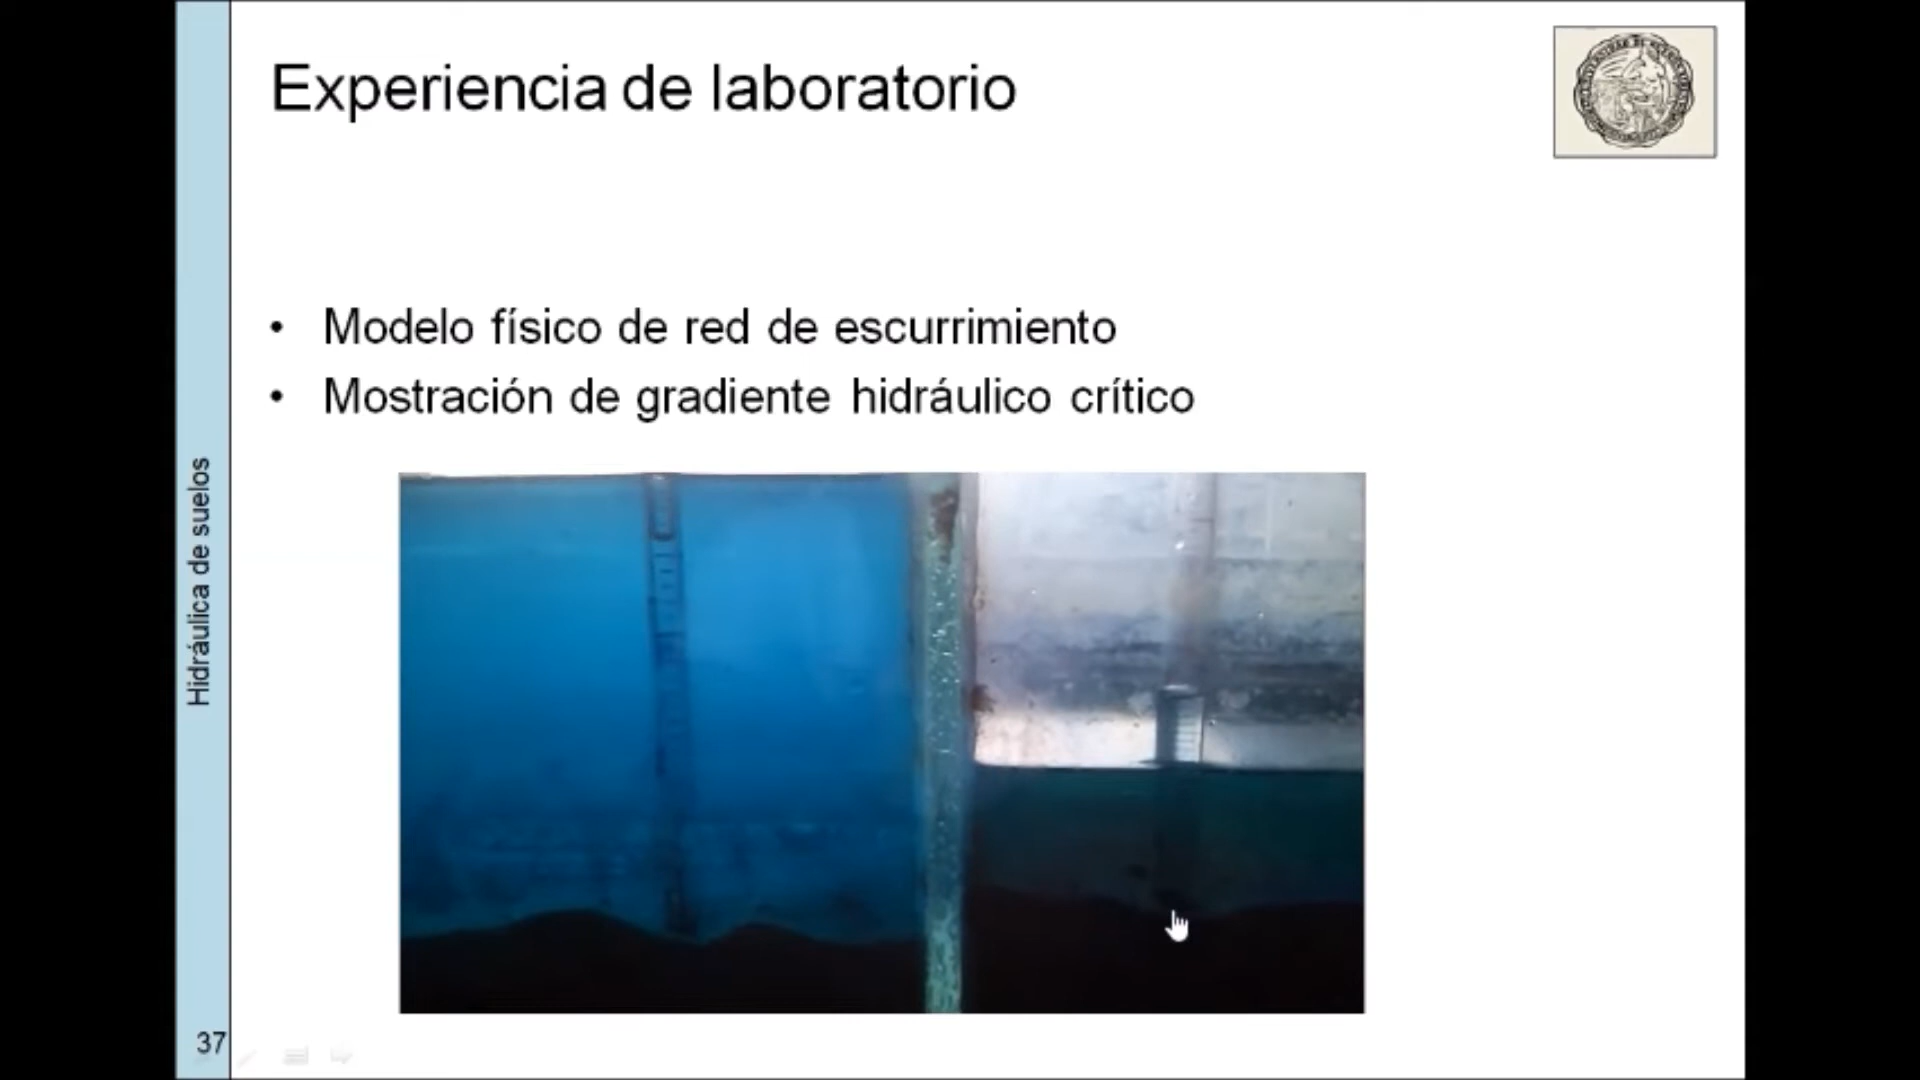 Experiencia de laboratorio
• Modelo físico de red de escurrimiento
• Mostración de gradiente hidráulico crítico
Hidráulica de suelos
37